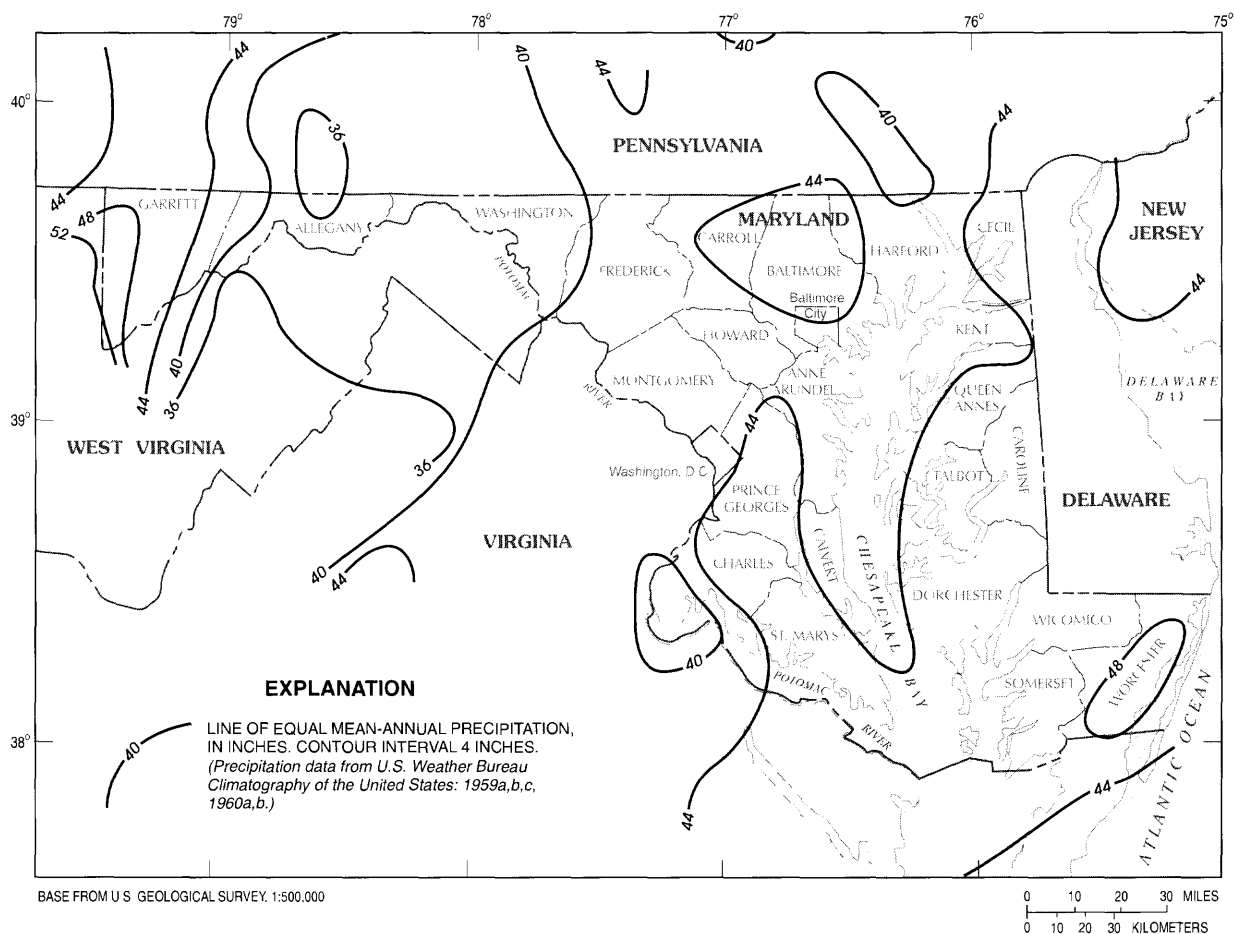 79° 78° 77° 76° 75°
44 40 40
44
40°
36 40 44
PENNSYLVANIA
44
44
48 GARRETT
WASHINGTON
MARYLAND
NEW
JERSEY
52
ALLEGANY
CARROLL
HARFORD
CECIL
POTOMAC
FREDERICK
BALTIMORE
44
Baltimore
City
HOWARD
KENT
40
MONTGOMERY
ANNE
ARUNDEL
DELAWARE
BAY
44
RIVER
QUEEN
ANNES
36
39°
44
WEST VIRGINIA
36
Washington, D C
CAROLINE
TALBOT
PRINCE
GEORGES
DELAWARE
VIRGINIA
CHESAPEAKE
BAY
CALVERT
CHARLES
40
44
DORCHESTER
WICOMICO
ST. MARYS
40
48
WORCESTER
EXPLANATION
POTOMAC
RIVER
SOMERSET
ATLANTIC OCEAN
40
LINE OF EQUAL MEAN-ANNUAL PRECIPITATION,
IN INCHES. CONTOUR INTERVAL 4 INCHES.
(Precipitation data from U.S. Weather Bureau
Climatography of the United States: 1959a,b,c,
1960a,b.)
38°
44
44
BASE FROM U S GEOLOGICAL SURVEY. 1:500,000
0 10 20 30 MILES
0 10 20 30 KILOMETERS